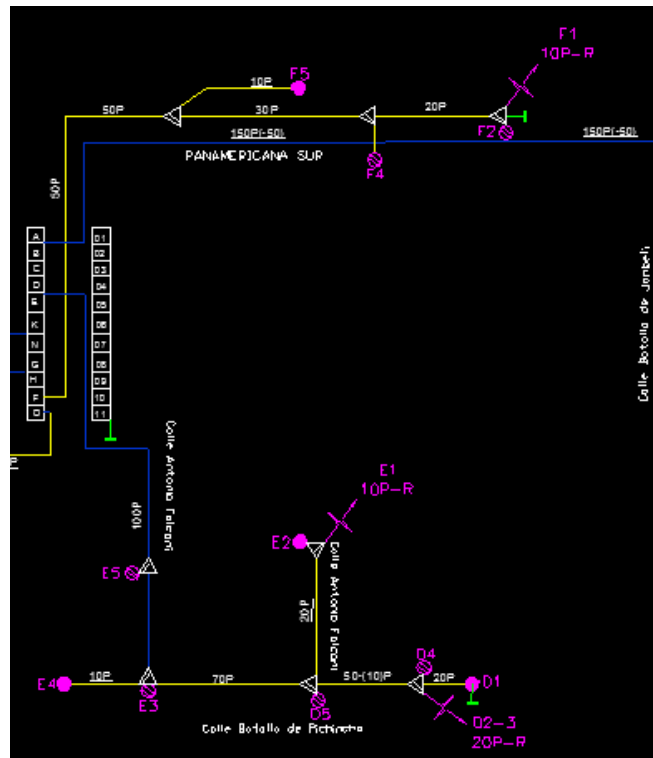 F1
10P-R
10P
F5
50P
30P
20P
F2
150P(-50)
150P(-50)
PANAMERICANA SUR
F4
50P
A
B
C
D
E
K
N
G
H
F
O
01
02
03
04
05
06
07
08
09
10
11
Calle Batalla de Jambeli
Calle Antonio Falconi
100P
E1
10P-R
E2
Calle Antonio Falconi
E5
20P
D4
E4
10P
70P
50-(10)P
20P
D1
E3
D5
D2-3
20P-R
Calle Batalla de Pichincha